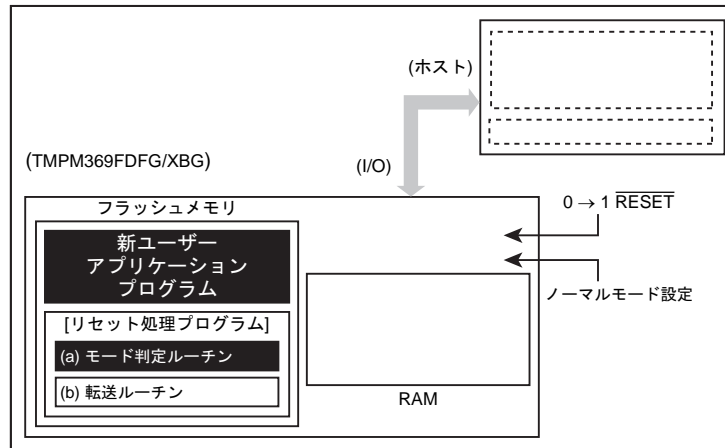 (ホスト)
(TMPM369FDFG/XBG)
(I/O)
フラッシュメモリ
0 → 1 RESET
新ユーザー
アプリケーション
プログラム
ノーマルモード設定
[リセット処理プログラム]
(a) モード判定ルーチン
(b) 転送ルーチン
RAM